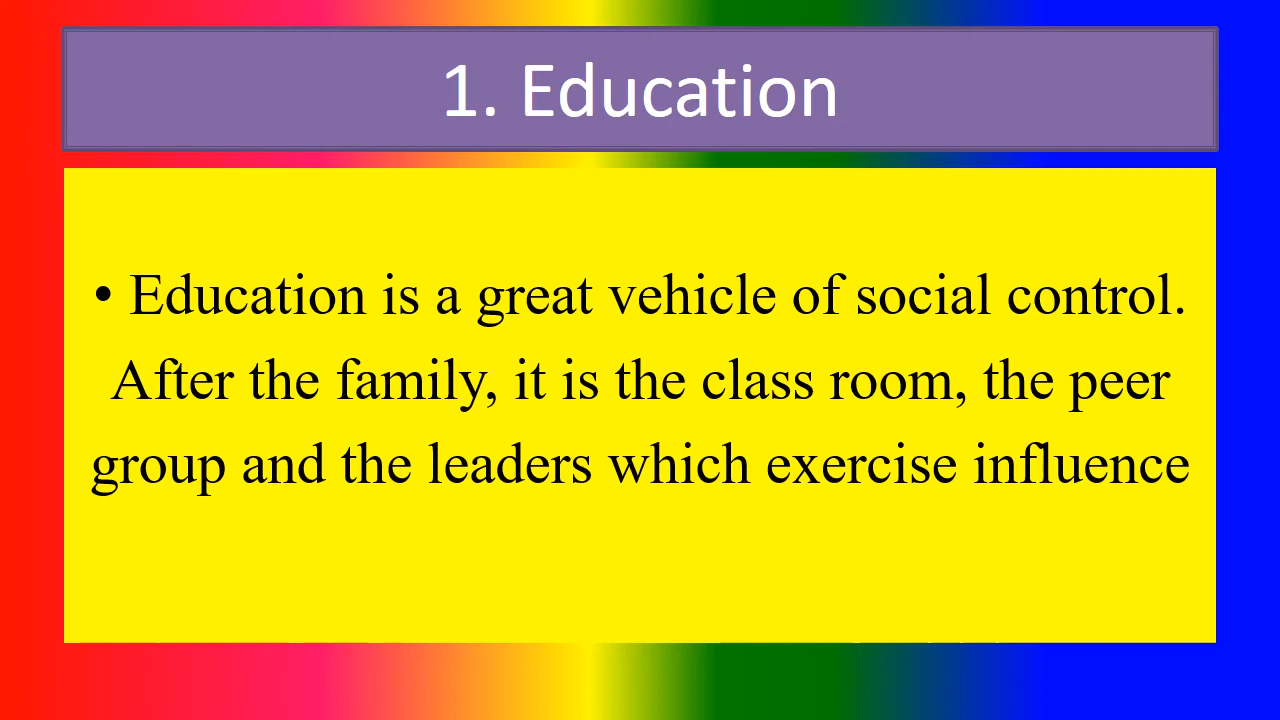 1. Education
• Education is a great vehicle of social control.
After the family, it is the class room, the peer
group and the leaders which exercise influence